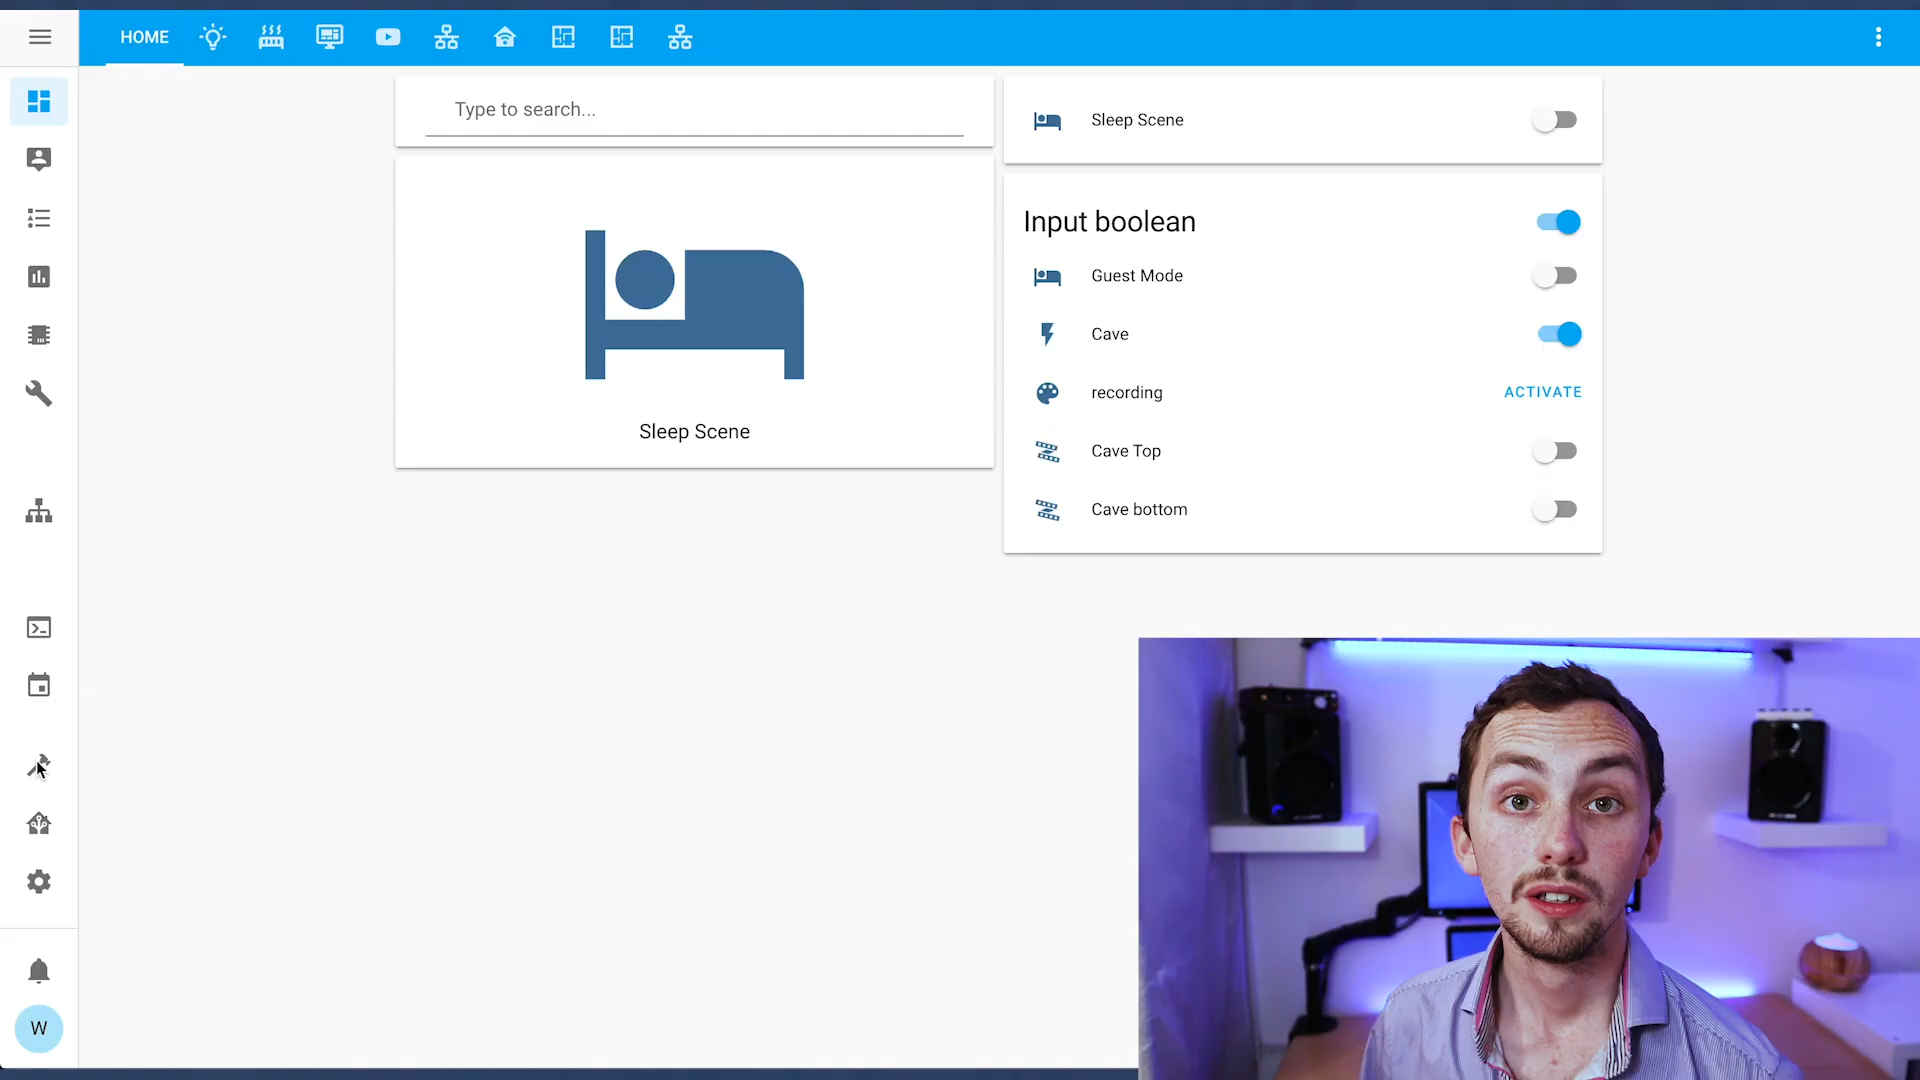 HOME
Type to search...
Sleep Scene
Sleep Scene
Input boolean
Guest Mode
Cave
recording
ACTIVATE
Cave Top
Cave bottom
W